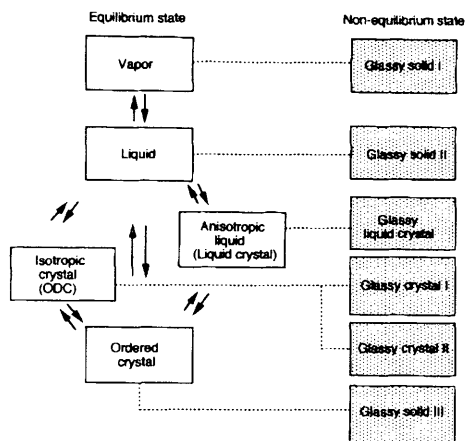 Equilibrium state
Non-equilibrium state
Vapor
Glassy solid I
Liquid
Glassy solid II
Anisotropic
liquid
(Liquid crystal)
Glassy
liquid crystal
Isotropic
crystal
(ODC)
Glassy crystal I
Ordered
crystal
Glassy crystal II
Glassy solid III